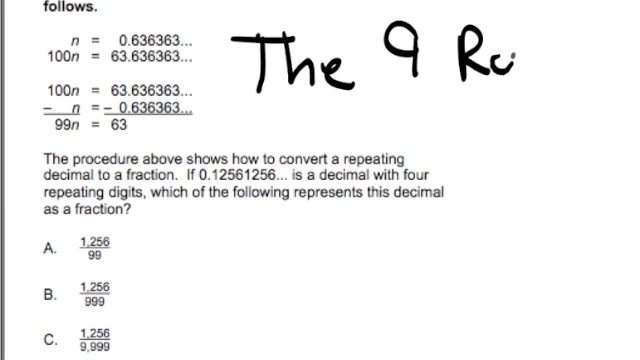 follows.
The 9 
n = 0.636363...
100n = 63.636363...
100n = 63.636363...
– n = – 0.636363...
99n = 63
The procedure above shows how to convert a repeating
decimal to a fraction. If 0.12561256... is a decimal with four
repeating digits, which of the following represents this decimal
as a fraction?
A. 1,256/99
B. 1,256/999
C. 1,256/9,999